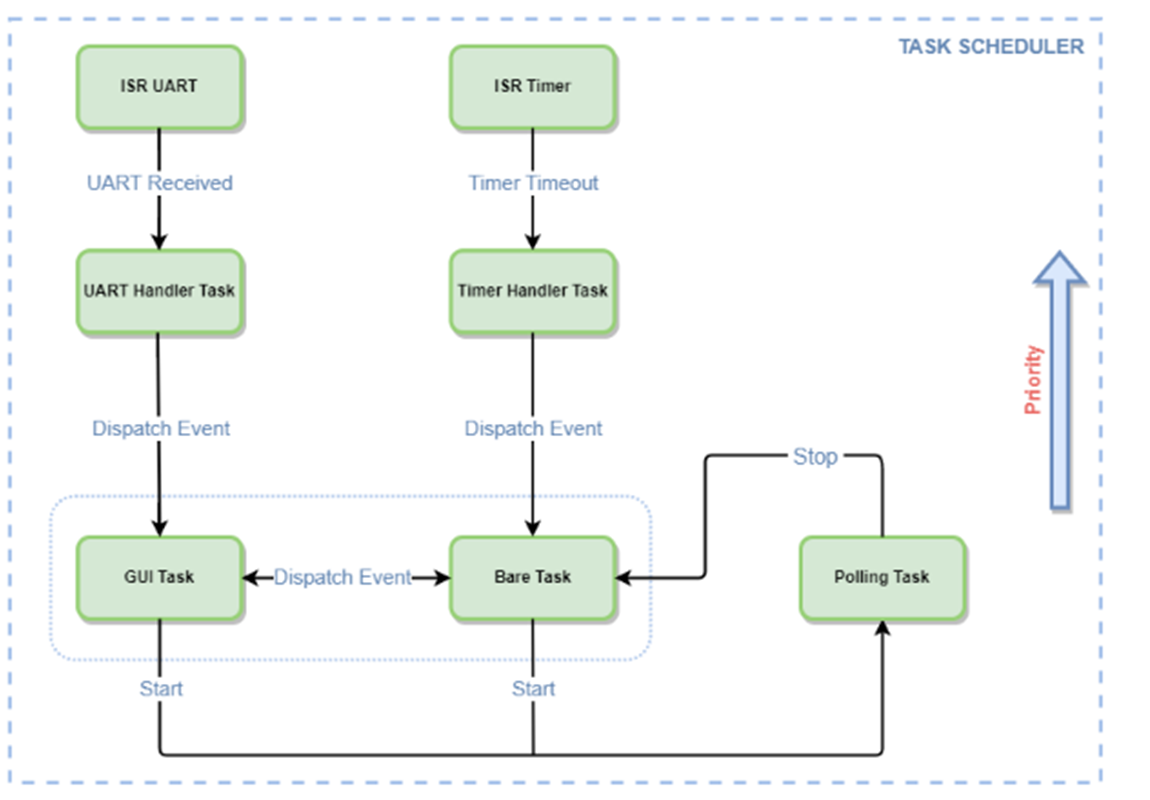 TASK SCHEDULER
ISR UART
ISR Timer
UART Received
Timer Timeout
UART Handler Task
Timer Handler Task
Priority
Dispatch Event
Dispatch Event
Stop
GUI Task
Dispatch Event
Bare Task
Polling Task
Start
Start